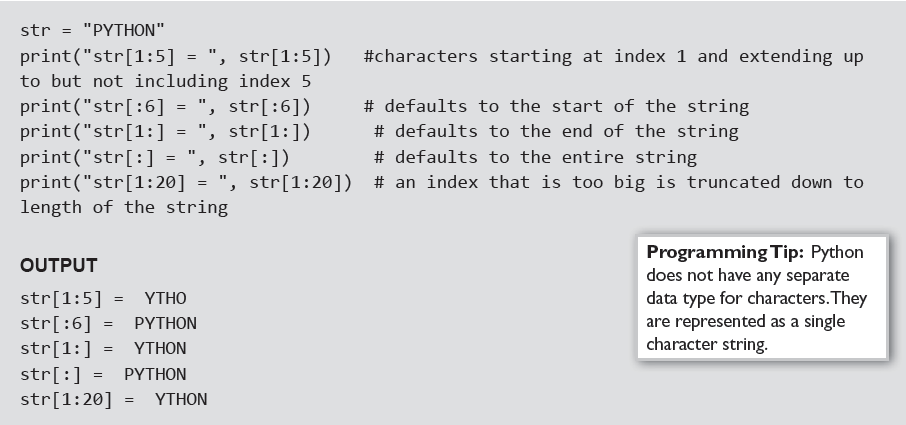 str = "PYTHON"
print("str[1:5] = ", str[1:5])   #characters starting at index 1 and extending up
to but not including index 5
print("str[:6] = ", str[:6])     # defaults to the start of the string
print("str[1:] = ", str[1:])      # defaults to the end of the string
print("str[:] = ", str[:])        # defaults to the entire string
print("str[1:20] = ", str[1:20])  # an index that is too big is truncated down to
length of the string
OUTPUT
str[1:5] =  YTHO
str[:6] =  PYTHON
str[1:] =  YTHON
str[:] =  PYTHON
str[1:20] =  YTHON
Programming Tip: Python
does not have any separate
data type for characters. They
are represented as a single
character string.